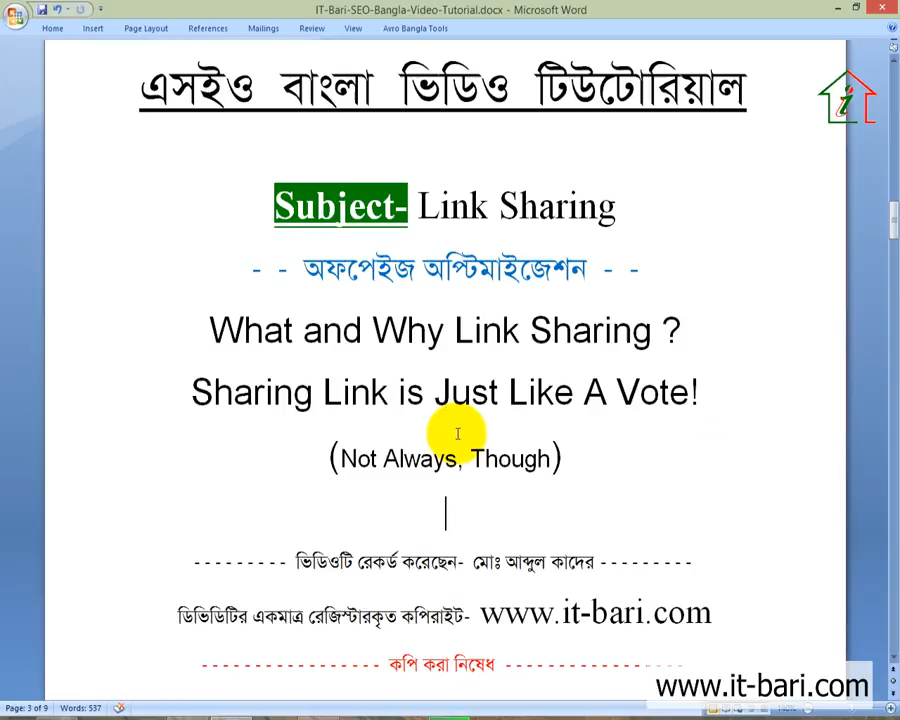 IT-Bari-SEO-Bangla-Video-Tutorial.docx - Microsoft Word
Home Insert Page Layout References Mailings Review View Avro Bangla Tools
এসইও বাংলা ভিডিও টিউটোরিয়াল
Subject- Link Sharing
- - অফপেইজ অপ্টিমাইজেশন - -
What and Why Link Sharing ?
Sharing Link is Just Like A Vote!
(Not Always, Though)
--------- ভিডিওটি রেকর্ড করেছেন- মোঃ আব্দুল কাদের ---------
ডিভিডিটির একমাত্র রেজিস্টারকৃত কপিরাইট- www.it-bari.com
--------------- কপি করা নিষেধ ---------------
www.it-bari.com
Page: 3 of 9 Words: 537